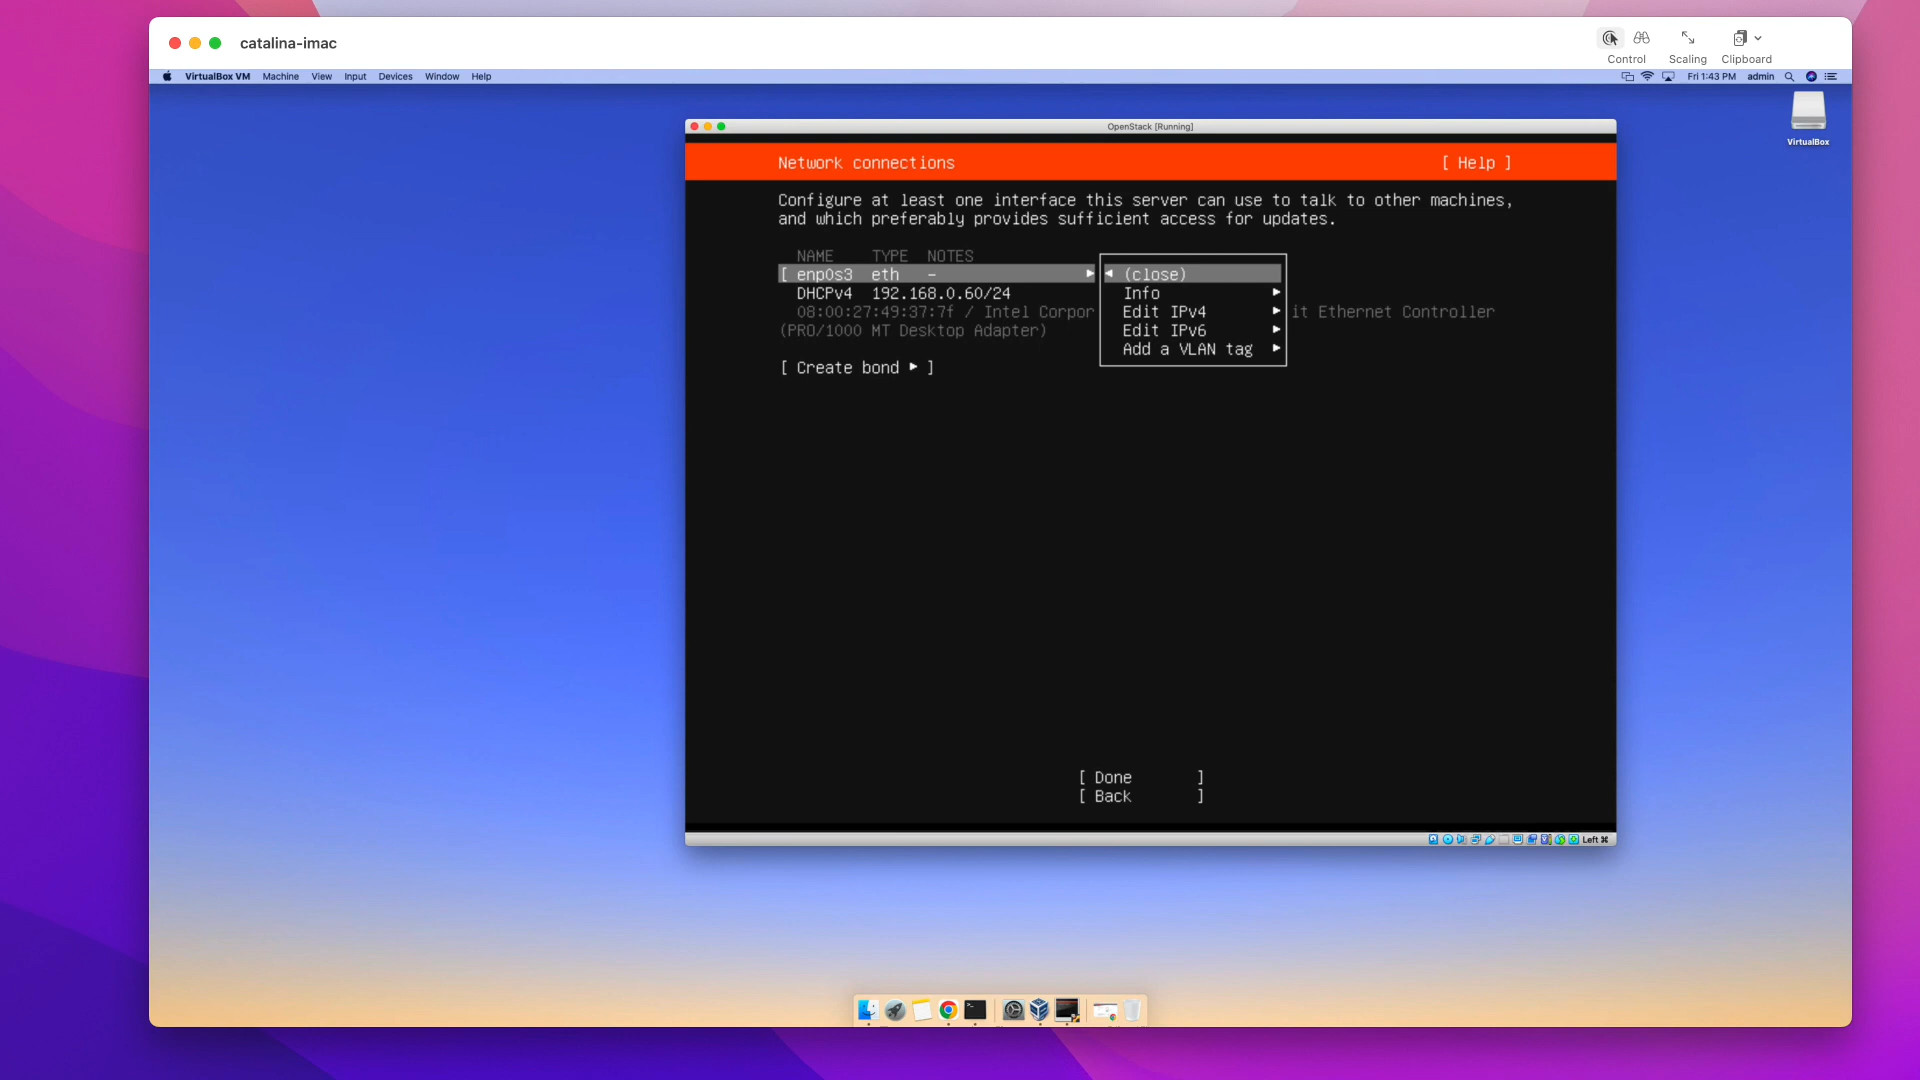 catalina-imac
Control
Scaling
Clipboard
VirtualBox VM Machine View Input Devices Window Help
Fri 1:43 PM admin
VirtualBox
OpenStack [Running]
Network connections
[ Help ]
Configure at least one interface this server can use to talk to other machines,
and which preferably provides sufficient access for updates.
NAME TYPE NOTES
[ enp0s3 eth – ▸
DHCPv4 192.168.0.60/24
08:00:27:49:37:7f / Intel Corpor
it Ethernet Controller
(PRO/1000 MT Desktop Adapter)
◂ (close)
Info ▸
Edit IPv4 ▸
Edit IPv6 ▸
Add a VLAN tag ▸
[ Create bond ▸ ]
[ Done ]
[ Back ]
Left ⌘